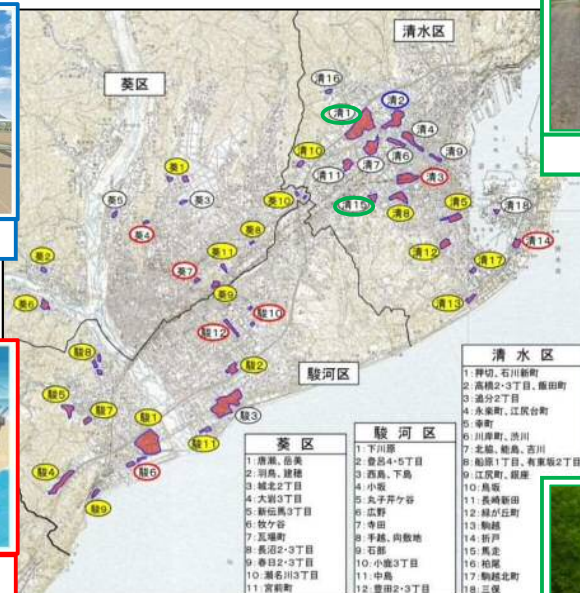 清水区
葵区
清16
清2
清1
清4
清10
清6
清9
葵1
清11
清7
清3
葵5
葵3
葵10
清15
清8
清5
清18
葵4
葵8
清12
清14
葵2
葵11
葵7
清17
葵6
葵9
駿10
清13
駿12
駿8
駿2
駿河区
駿5
駿7
駿1
駿3
駿11
駿4
駿6
駿9
葵区
1:唐瀬、岳美
2:羽鳥、建穂
3:城北2丁目
4:大岩3丁目
5:新伝馬3丁目
6:牧ケ谷
7:瓦場町
8:長沼2・3丁目
9:春日2・3丁目
10:瀬名川3丁目
11:宮前町
駿河区
1:下川原
2:登呂4・5丁目
3:西島、下島
4:小坂
5:丸子芹ケ谷
6:広野
7:寺田
8:手越、向敷地
9:石部
10:小鹿3丁目
11:中島
12:豊田2・3丁目
清水区
1:押切、石川新町
2:高橋2・3丁目、飯田町
3:追分2丁目
4:永楽町、江尻台町
5:幸町
6:川岸町、渋川
7:北脇、能島、吉川
8:船原1丁目、有東坂2丁目
9:江尻町、銀座
10:鳥坂
11:長崎新田
12:緑が丘町
13:駒越
14:折戸
15:馬走
16:柏尾
17:駒越北町
18:三保